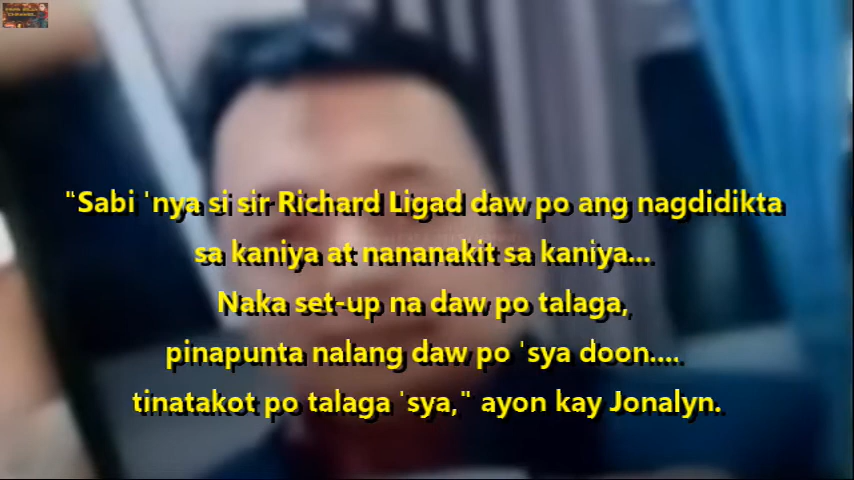 "Sabi 'nya si sir Richard Ligad daw po ang nagdidikta
sa kaniya at nananakit sa kaniya...
Naka set-up na daw po talaga,
pinapunta nalang daw po 'sya doon....
tinatakot po talaga 'sya," ayon kay Jonalyn.